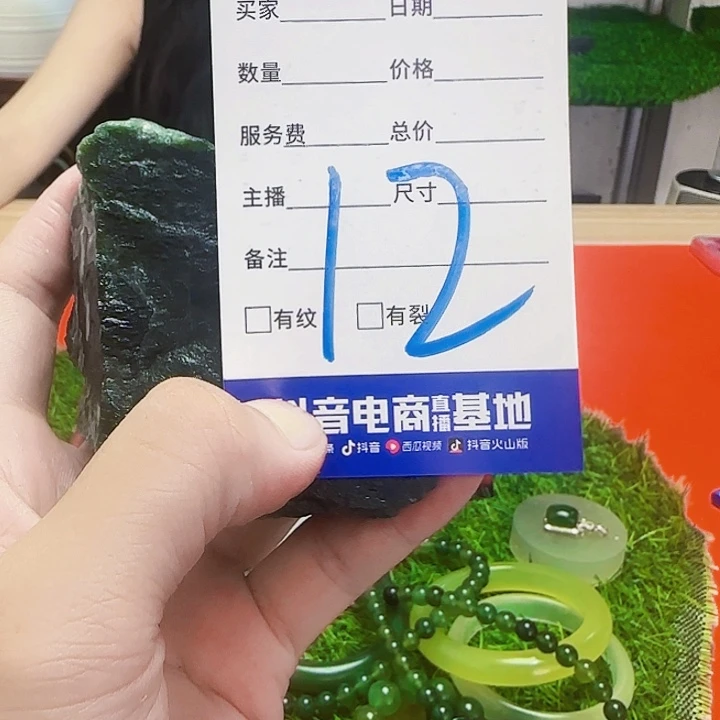 买家 日期
数量 价格
服务费 总价
主播 尺寸
备注
12
□有纹 □有裂
抖音电商直播基地
条 抖音 西瓜视频 抖音火山版